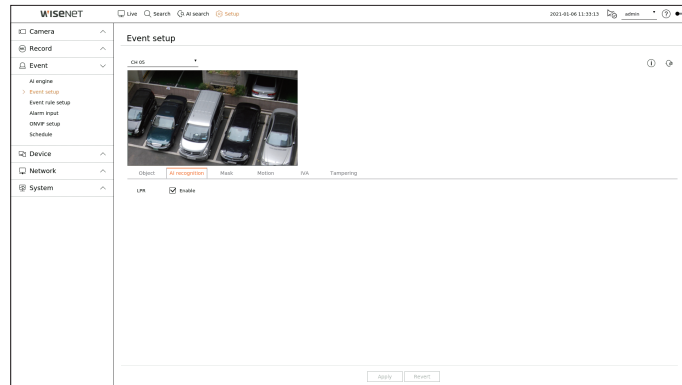 WISENET
Live Search AI search Setup
2021-01-06 11:33:13 admin ?
Camera
Record
Event
AI engine
> Event setup
Event rule setup
Alarm input
ONVIF setup
Schedule
Device
Network
System
Event setup
CH 05
Object AI recognition Mask Motion IVA Tampering
LPR Enable
Apply Revert